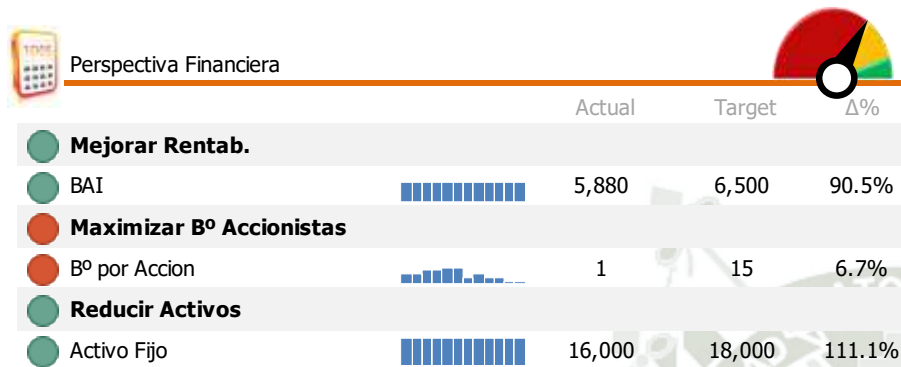 Perspectiva Financiera
Actual Target Δ%
Mejorar Rentab.
BAI 5,880 6,500 90.5%
Maximizar Bº Accionistas
Bº por Accion 1 15 6.7%
Reducir Activos
Activo Fijo 16,000 18,000 111.1%